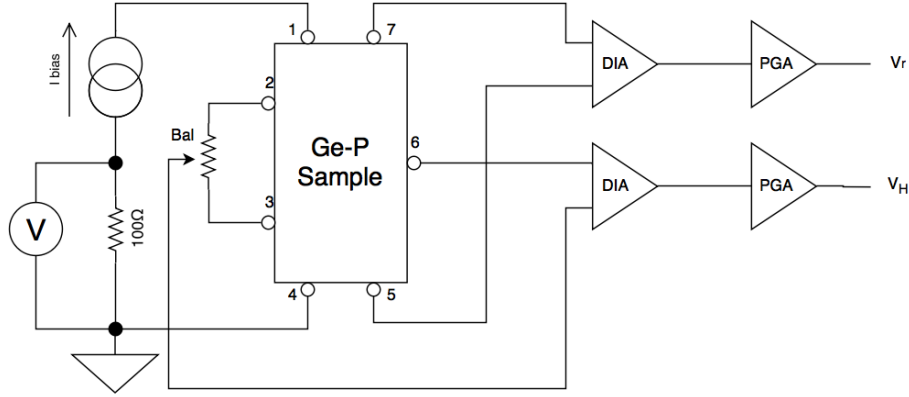 1
7
I bias
DIA
PGA
Vr
2
Bal
Ge-P
Sample
6
3
V
100Ω
DIA
PGA
VH
4
5